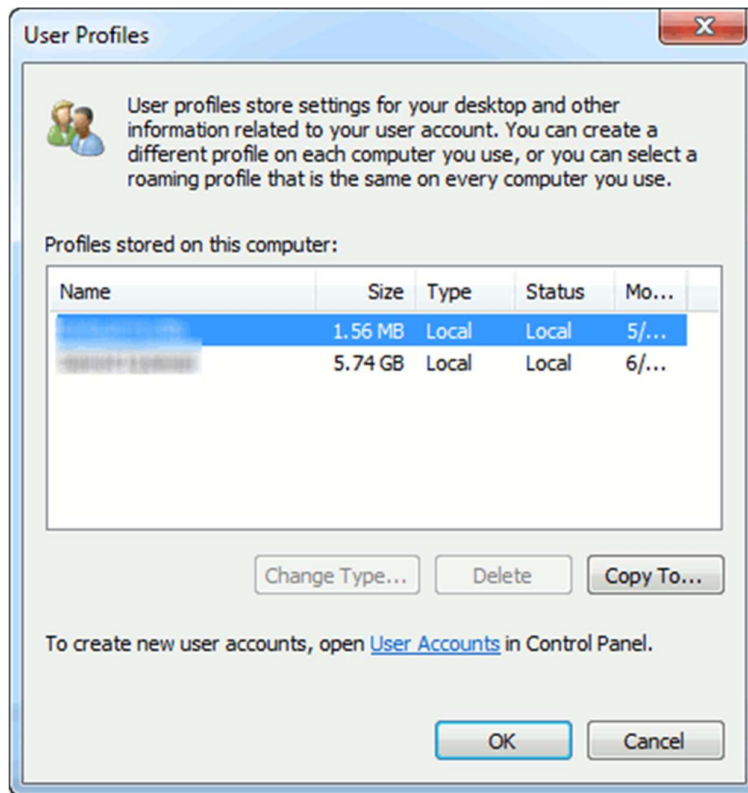 User Profiles
User profiles store settings for your desktop and other
information related to your user account. You can create a
different profile on each computer you use, or you can select a
roaming profile that is the same on every computer you use.
Profiles stored on this computer:
Name Size Type Status Mo...
1.56 MB Local Local 5/...
5.74 GB Local Local 6/...
Change Type... Delete Copy To...
To create new user accounts, open User Accounts in Control Panel.
OK Cancel